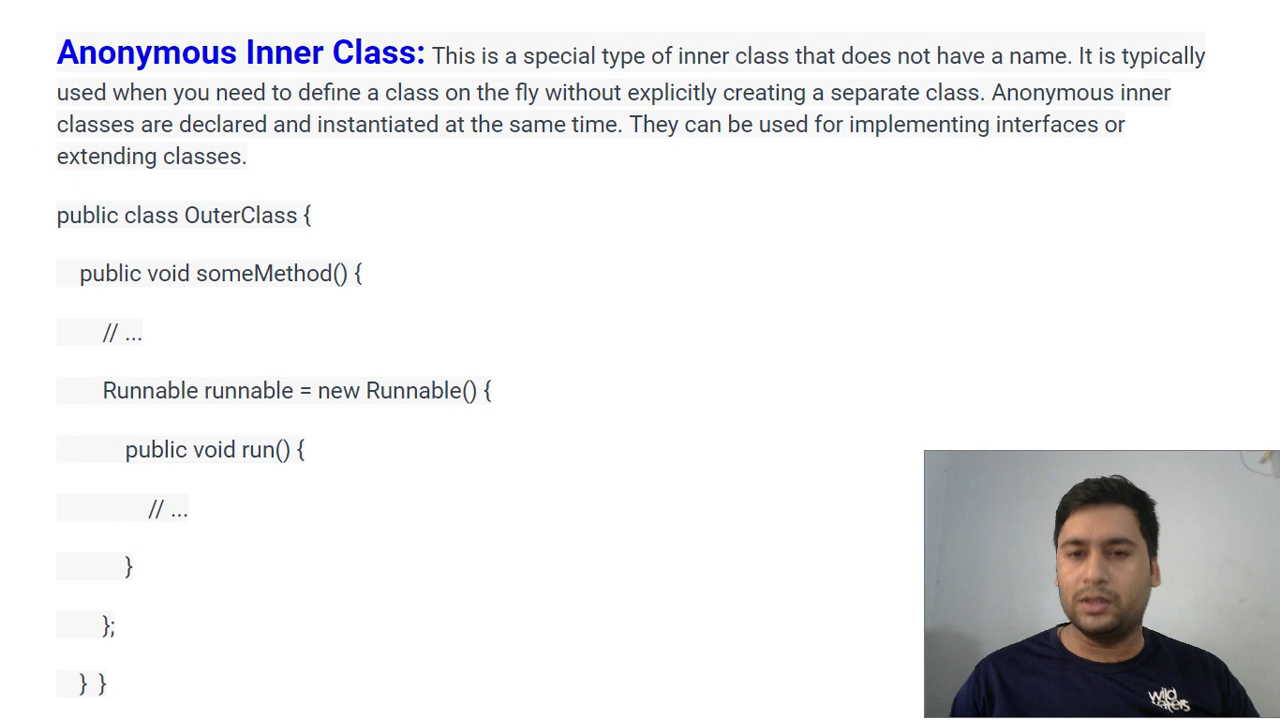 Anonymous Inner Class: This is a special type of inner class that does not have a name. It is typically
used when you need to define a class on the fly without explicitly creating a separate class. Anonymous inner
classes are declared and instantiated at the same time. They can be used for implementing interfaces or
extending classes.
public class OuterClass {
public void someMethod() {
// ...
Runnable runnable = new Runnable() {
public void run() {
// ...
}
};
} }
wild